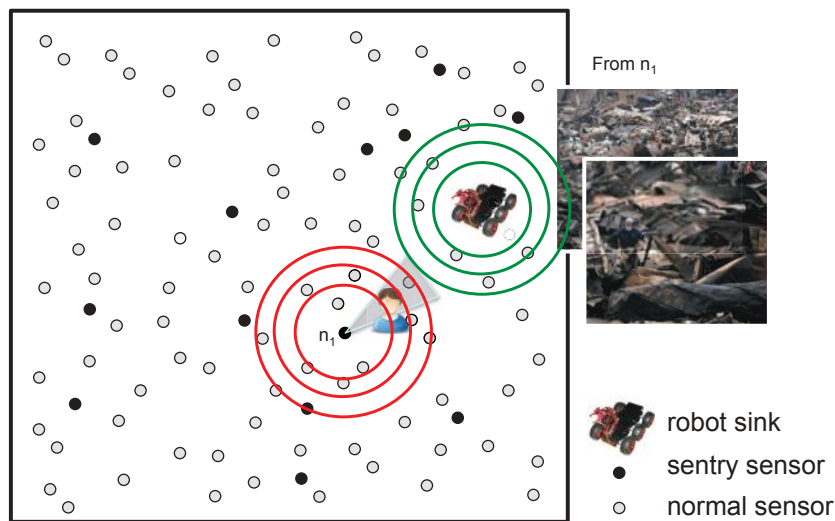 From n₁
n₁
robot sink
sentry sensor
normal sensor